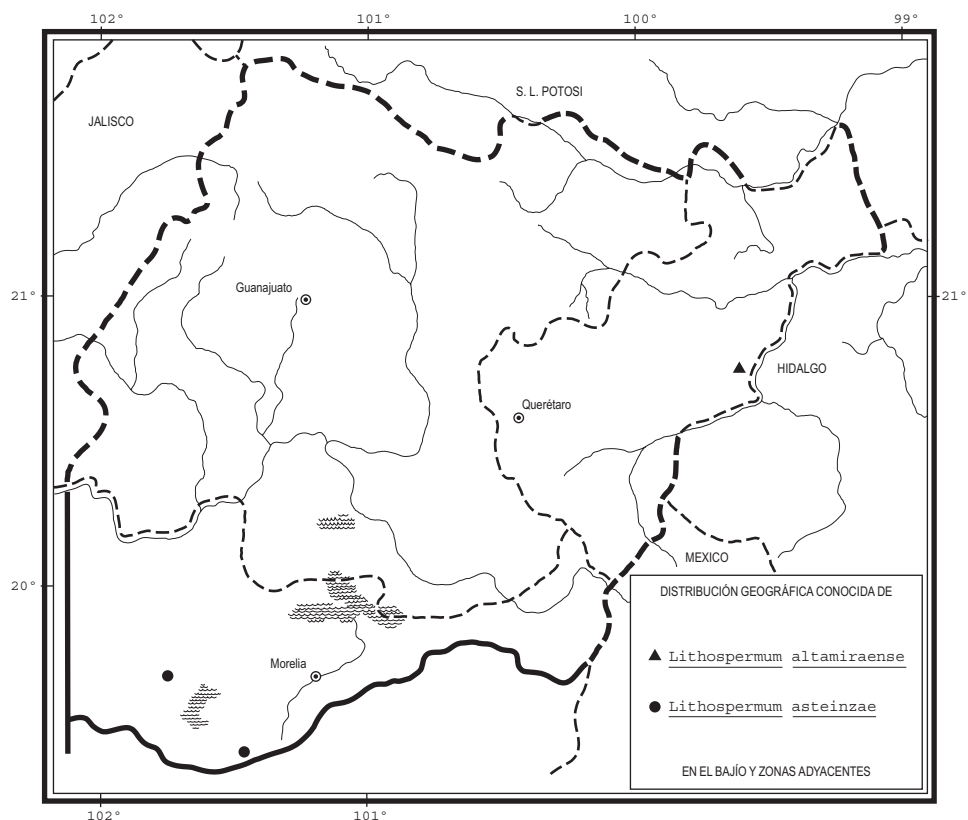 102° 101° 100° 99°
S. L. POTOSI
JALISCO
Guanajuato
21° 21°
HIDALGO
Querétaro
MEXICO
20°
DISTRIBUCIÓN GEOGRÁFICA CONOCIDA DE
Lithospermum altamiraense
Morelia
Lithospermum asteinzae
EN EL BAJÍO Y ZONAS ADYACENTES
102° 101°